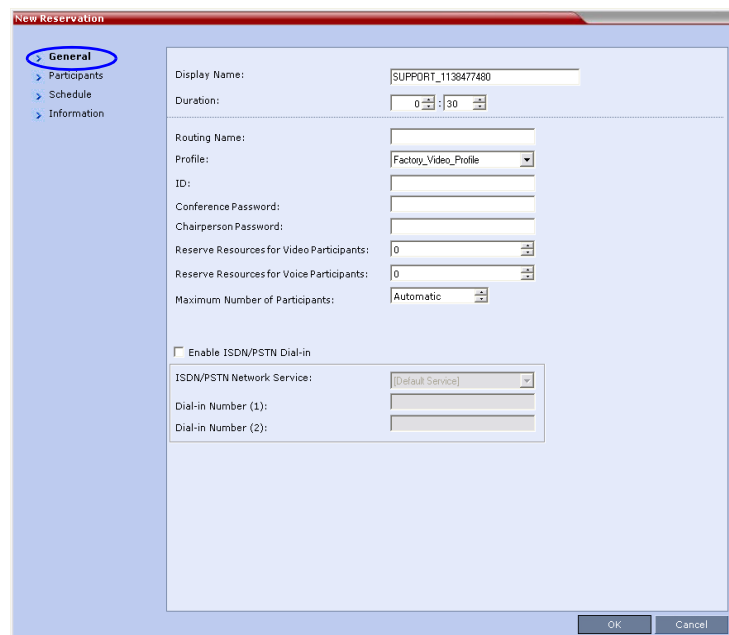 New Reservation
General
Participants
Schedule
Information
Display Name: SUPPORT_1138477480
Duration: 0 : 30
Routing Name:
Profile: Factory_Video_Profile
ID:
Conference Password:
Chairperson Password:
Reserve Resources for Video Participants: 0
Reserve Resources for Voice Participants: 0
Maximum Number of Participants: Automatic
Enable ISDN/PSTN Dial-in
ISDN/PSTN Network Service: [Default Service]
Dial-in Number (1):
Dial-in Number (2):
OK Cancel